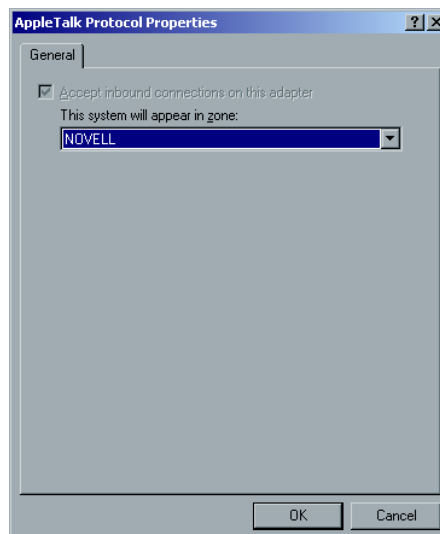 AppleTalk Protocol Properties
General
Accept inbound connections on this adapter
This system will appear in zone:
NOVELL
OK Cancel